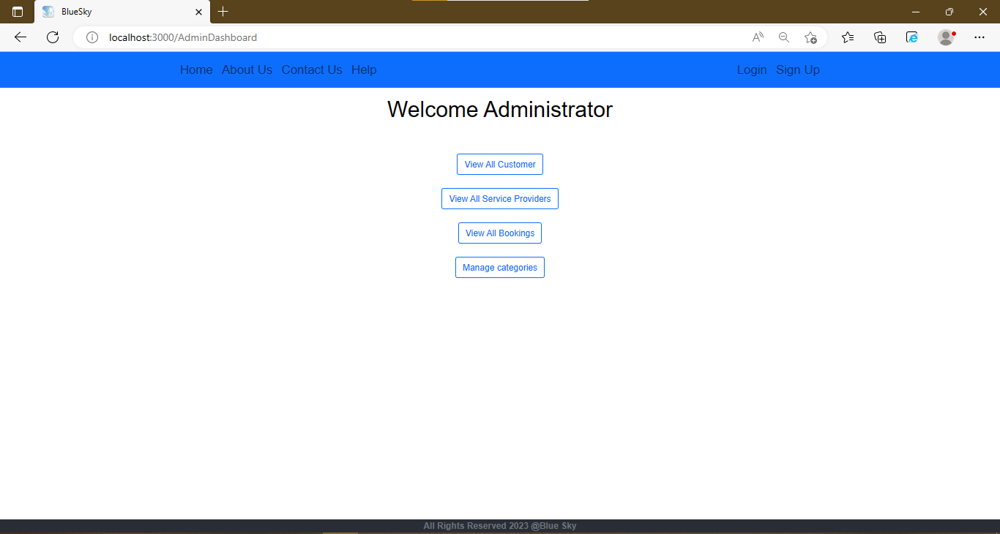 BlueSky
localhost:3000/AdminDashboard
Home About Us Contact Us Help Login Sign Up
Welcome Administrator
View All Customer
View All Service Providers
View All Bookings
Manage categories
All Rights Reserved 2023 @Blue Sky